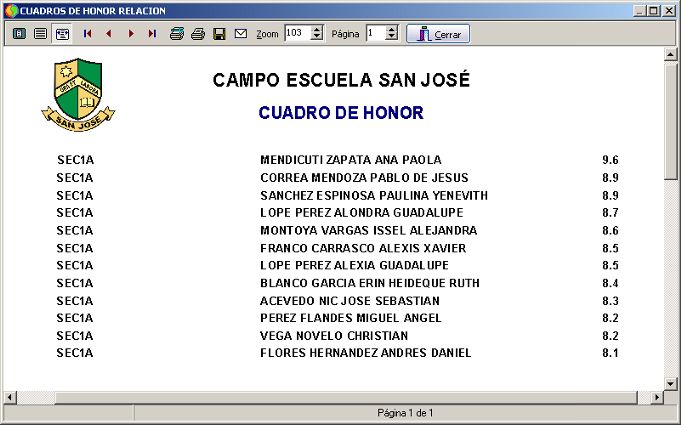 CUADROS DE HONOR RELACION
Zoom 103 Página 1 Cerrar
CAMPO ESCUELA SAN JOSÉ
CUADRO DE HONOR
ORA ET LABORA
SAN JOSE
SEC1A MENDICUTI ZAPATA ANA PAOLA 9.6
SEC1A CORREA MENDOZA PABLO DE JESUS 8.9
SEC1A SANCHEZ ESPINOSA PAULINA YENEVITH 8.9
SEC1A LOPE PEREZ ALONDRA GUADALUPE 8.7
SEC1A MONTOYA VARGAS ISSEL ALEJANDRA 8.6
SEC1A FRANCO CARRASCO ALEXIS XAVIER 8.5
SEC1A LOPE PEREZ ALEXIA GUADALUPE 8.5
SEC1A BLANCO GARCIA ERIN HEIDEQUE RUTH 8.4
SEC1A ACEVEDO NIC JOSE SEBASTIAN 8.3
SEC1A PEREZ FLANDES MIGUEL ANGEL 8.2
SEC1A VEGA NOVELO CHRISTIAN 8.2
SEC1A FLORES HERNANDEZ ANDRES DANIEL 8.1
Página 1 de 1